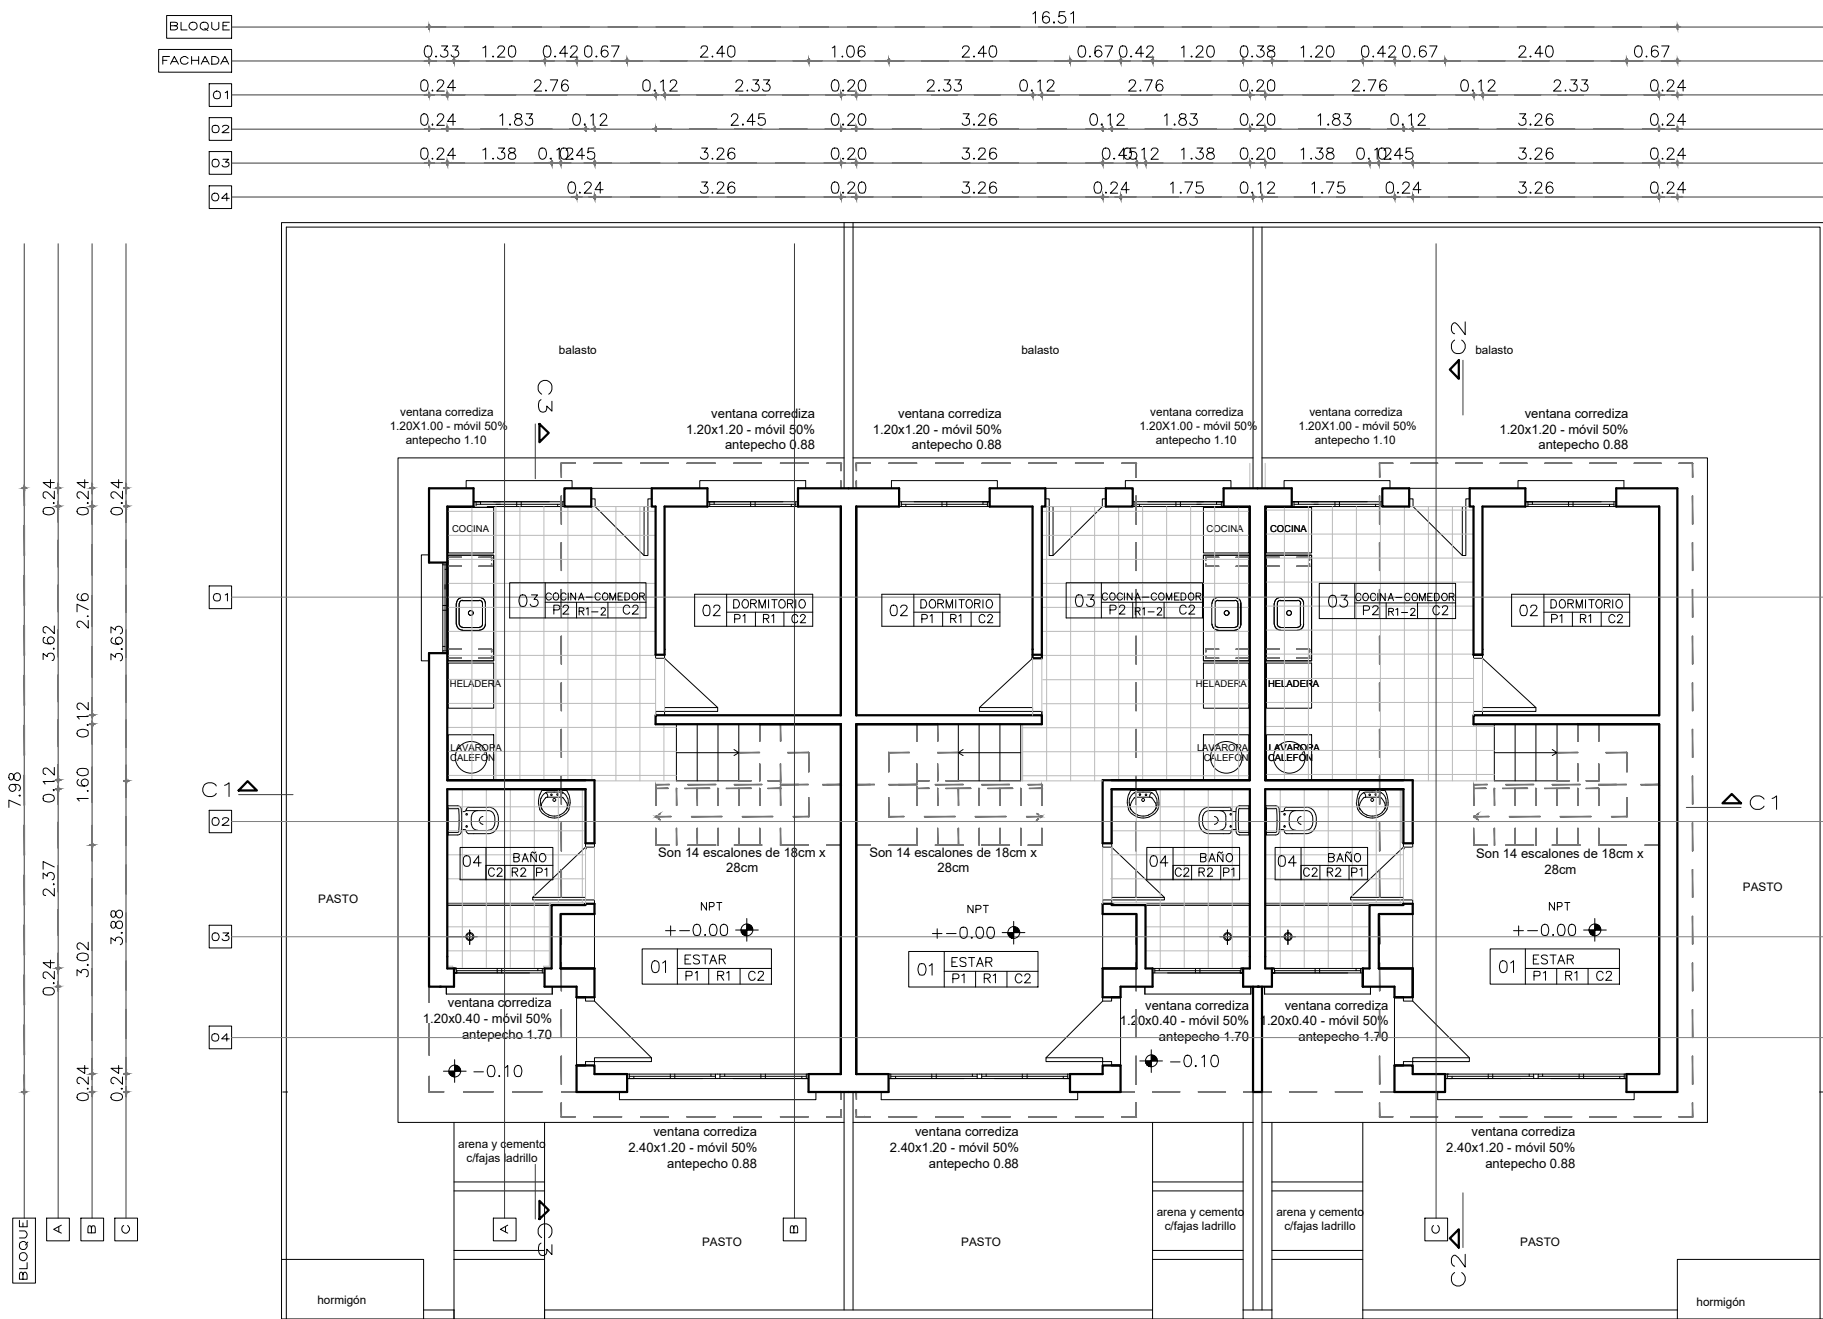 BLOQUE 16.51
FACHADA 0.33 1.20 0.42 0.67 2.40 1.06 2.40 0.67 0.42 1.20 0.38 1.20 0.42 0.67 2.40 0.67
01 0.24 2.76 0.12 2.33 0.20 2.33 0.12 2.76 0.20 2.76 0.12 2.33 0.24
02 0.24 1.83 0.12 2.45 0.20 3.26 0.12 1.83 0.20 1.83 0.12 3.26 0.24
03 0.24 1.38 0.12 0.45 3.26 0.20 3.26 0.45 0.12 1.38 0.20 1.38 0.12 0.45 3.26 0.24
04 0.24 3.26 0.20 3.26 0.24 1.75 0.12 1.75 0.24 3.26 0.24
balasto balasto balasto
C3 C2
ventana corrediza
1.20X1.00 - móvil 50%
antepecho 1.10
ventana corrediza
1.20x1.20 - móvil 50%
antepecho 0.88
ventana corrediza
1.20x1.20 - móvil 50%
antepecho 0.88
ventana corrediza
1.20X1.00 - móvil 50%
antepecho 1.10
ventana corrediza
1.20X1.00 - móvil 50%
antepecho 1.10
ventana corrediza
1.20x1.20 - móvil 50%
antepecho 0.88
7.98
0.24 3.62 0.12 2.37 0.24
0.24 2.76 0.12 1.60 3.02 0.24
0.24 3.63 3.88 0.24
BLOQUE A B C
COCINA COCINA COCINA
01
03 COCINA-COMEDOR
P2 R1-2 C2
02 DORMITORIO
P1 R1 C2
02 DORMITORIO
P1 R1 C2
03 COCINA-COMEDOR
P2 R1-2 C2
03 COCINA-COMEDOR
P2 R1-2 C2
02 DORMITORIO
P1 R1 C2
HELADERA HELADERA HELADERA
LAVAROPA
CALEFÓN
LAVAROPA
CALEFÓN
LAVAROPA
CALEFÓN
C1 C1
02
Son 14 escalones de 18cm x
28cm
Son 14 escalones de 18cm x
28cm
Son 14 escalones de 18cm x
28cm
04 BAÑO
C2 R2 P1
04 BAÑO
C2 R2 P1
04 BAÑO
C2 R2 P1
PASTO PASTO
03
NPT
+-0.00
NPT
+-0.00
NPT
+-0.00
01 ESTAR
P1 R1 C2
01 ESTAR
P1 R1 C2
01 ESTAR
P1 R1 C2
ventana corrediza
1.20x0.40 - móvil 50%
antepecho 1.70
ventana corrediza
1.20x0.40 - móvil 50%
antepecho 1.70
ventana corrediza
1.20x0.40 - móvil 50%
antepecho 1.70
04
-0.10 -0.10
arena y cemento
c/fajas ladrillo
ventana corrediza
2.40x1.20 - móvil 50%
antepecho 0.88
ventana corrediza
2.40x1.20 - móvil 50%
antepecho 0.88
ventana corrediza
2.40x1.20 - móvil 50%
antepecho 0.88
arena y cemento
c/fajas ladrillo
arena y cemento
c/fajas ladrillo
A B C
C3 C2
PASTO PASTO PASTO
hormigón hormigón